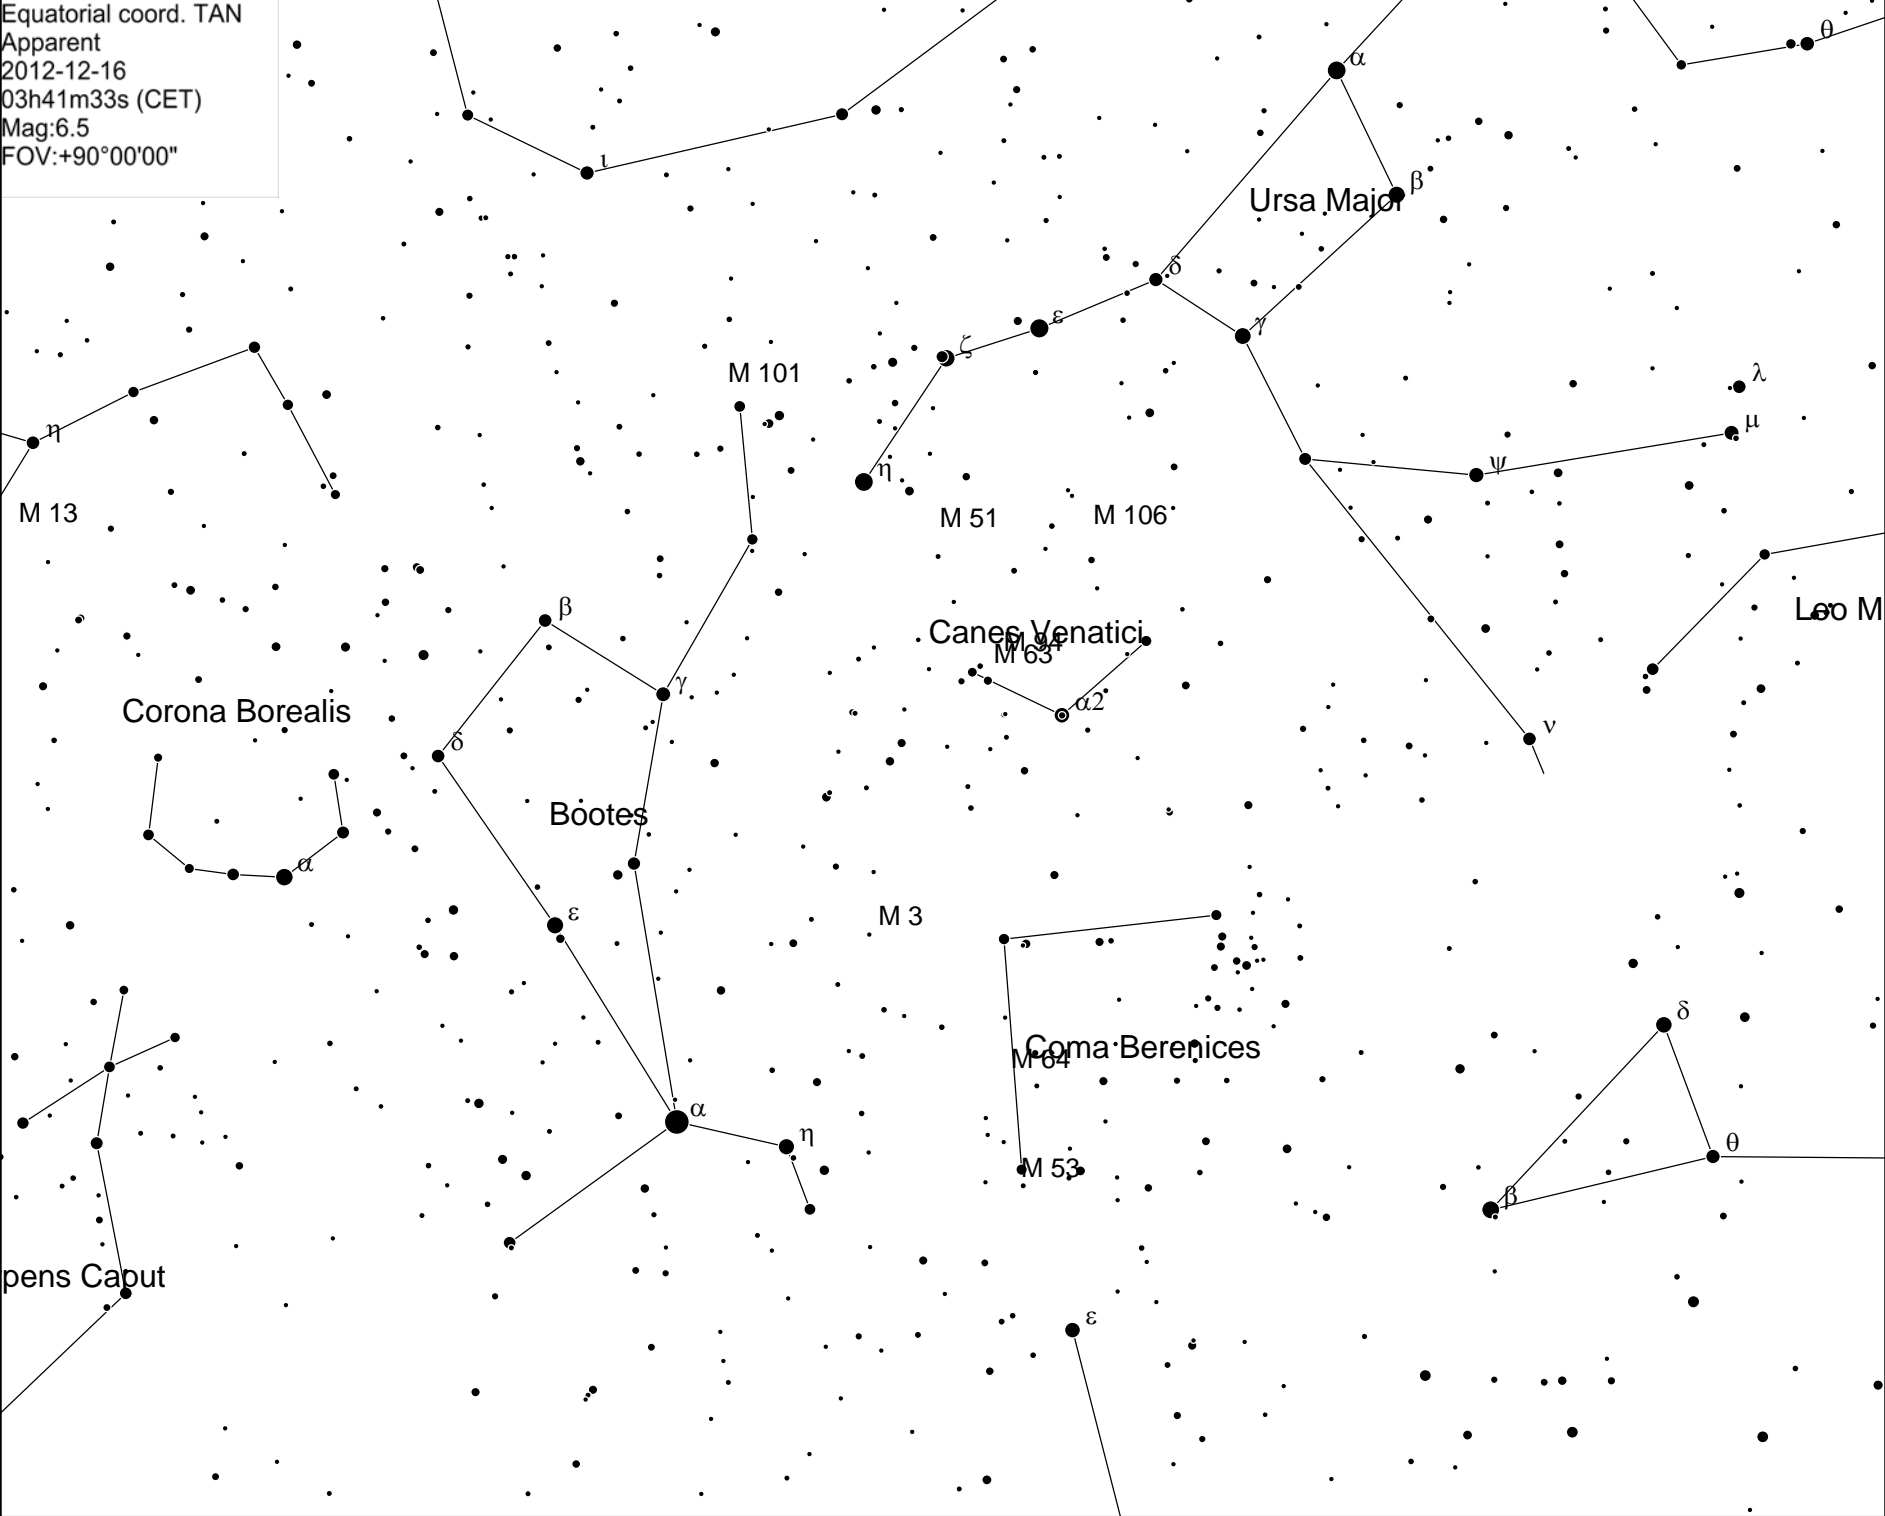 Equatorial coord. TAN
Apparent
2012-12-16
03h41m33s (CET)
Mag:6.5
FOV:+90°00'00"
θ
α
ι
β
Ursa Major
δ
ε
γ
ζ
M 101
λ
μ
η
η
ψ
M 13
M 51
M 106
β
Leo M
Canes Venatici
M 94
M 63
γ
α2
Corona Borealis
ν
δ
Bootes
α
ε
M 3
δ
Coma Berenices
M 64
α
η
θ
M 53
β
pens Caput
ε